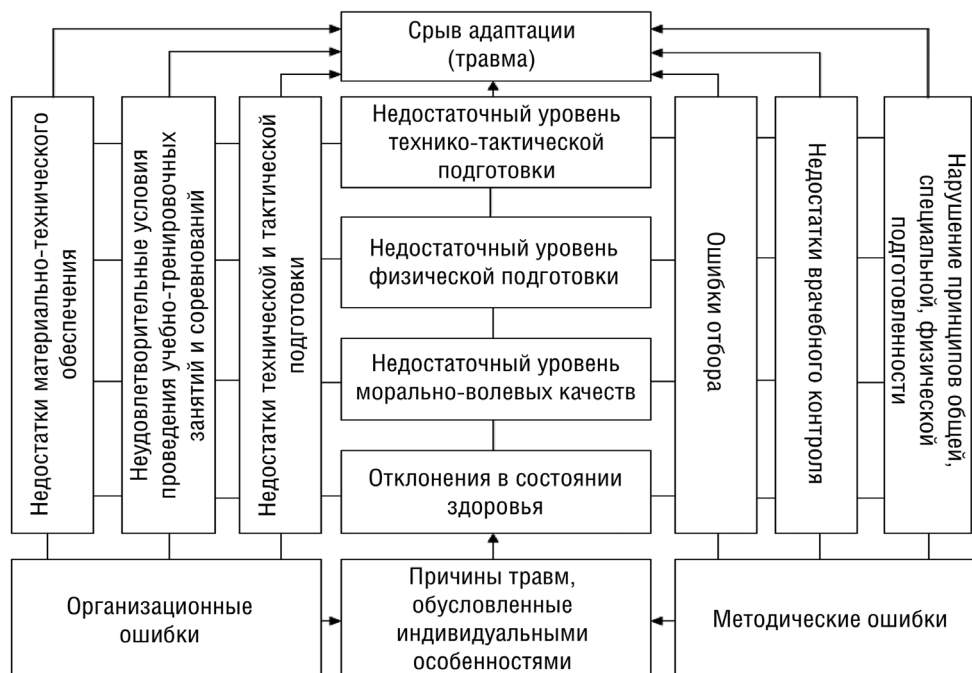 Срыв адаптации
(травма)
Недостатки материально-технического
обеспечения
Неудовлетворительные условия
проведения учебно-тренировочных
занятий и соревнований
Недостатки технической и тактической
подготовки
Недостаточный уровень
технико-тактической
подготовки
Недостаточный уровень
физической подготовки
Недостаточный уровень
морально-волевых качеств
Отклонения в состоянии
здоровья
Ошибки отбора
Недостатки врачебного контроля
Нарушение принципов общей,
специальной, физической
подготовленности
Организационные
ошибки
Причины травм,
обусловленные
индивидуальными
особенностями
Методические ошибки